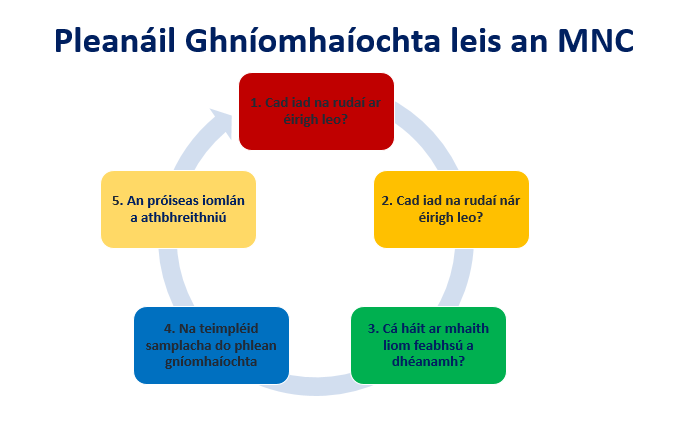 Pleanáil Ghníomhaíochta leis an MNC
1. Cad iad na rudaí ar
éirigh leo?
2. Cad iad na rudaí nár
éirigh leo?
3. Cá háit ar mhaith
liom feabhsú a
dhéanamh?
4. Na teimpléid
samplacha do phlean
gníomhaíochta
5. An próiseas iomlán
a athbhreithniú